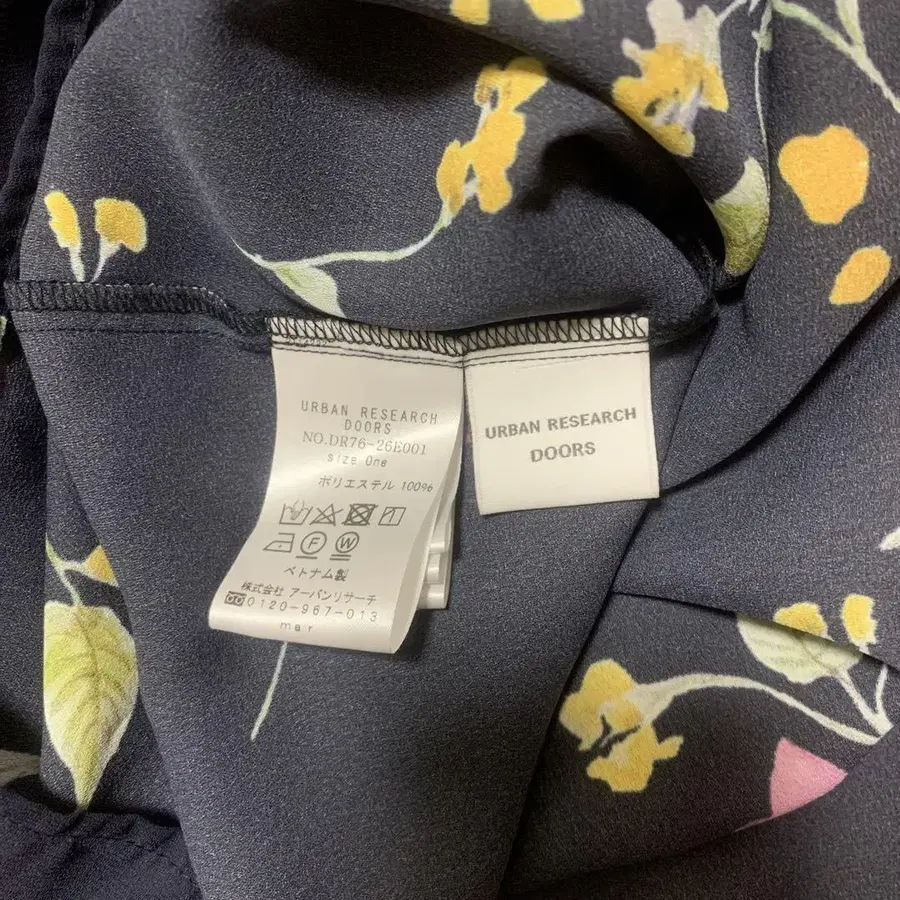 URBAN RESEARCH
DOORS
NO.DR76-26E001
size One
ポリエステル 100%
F W
ベトナム製
株式会社 アーバンリサーチ
0120-967-013
mar
URBAN RESEARCH
DOORS